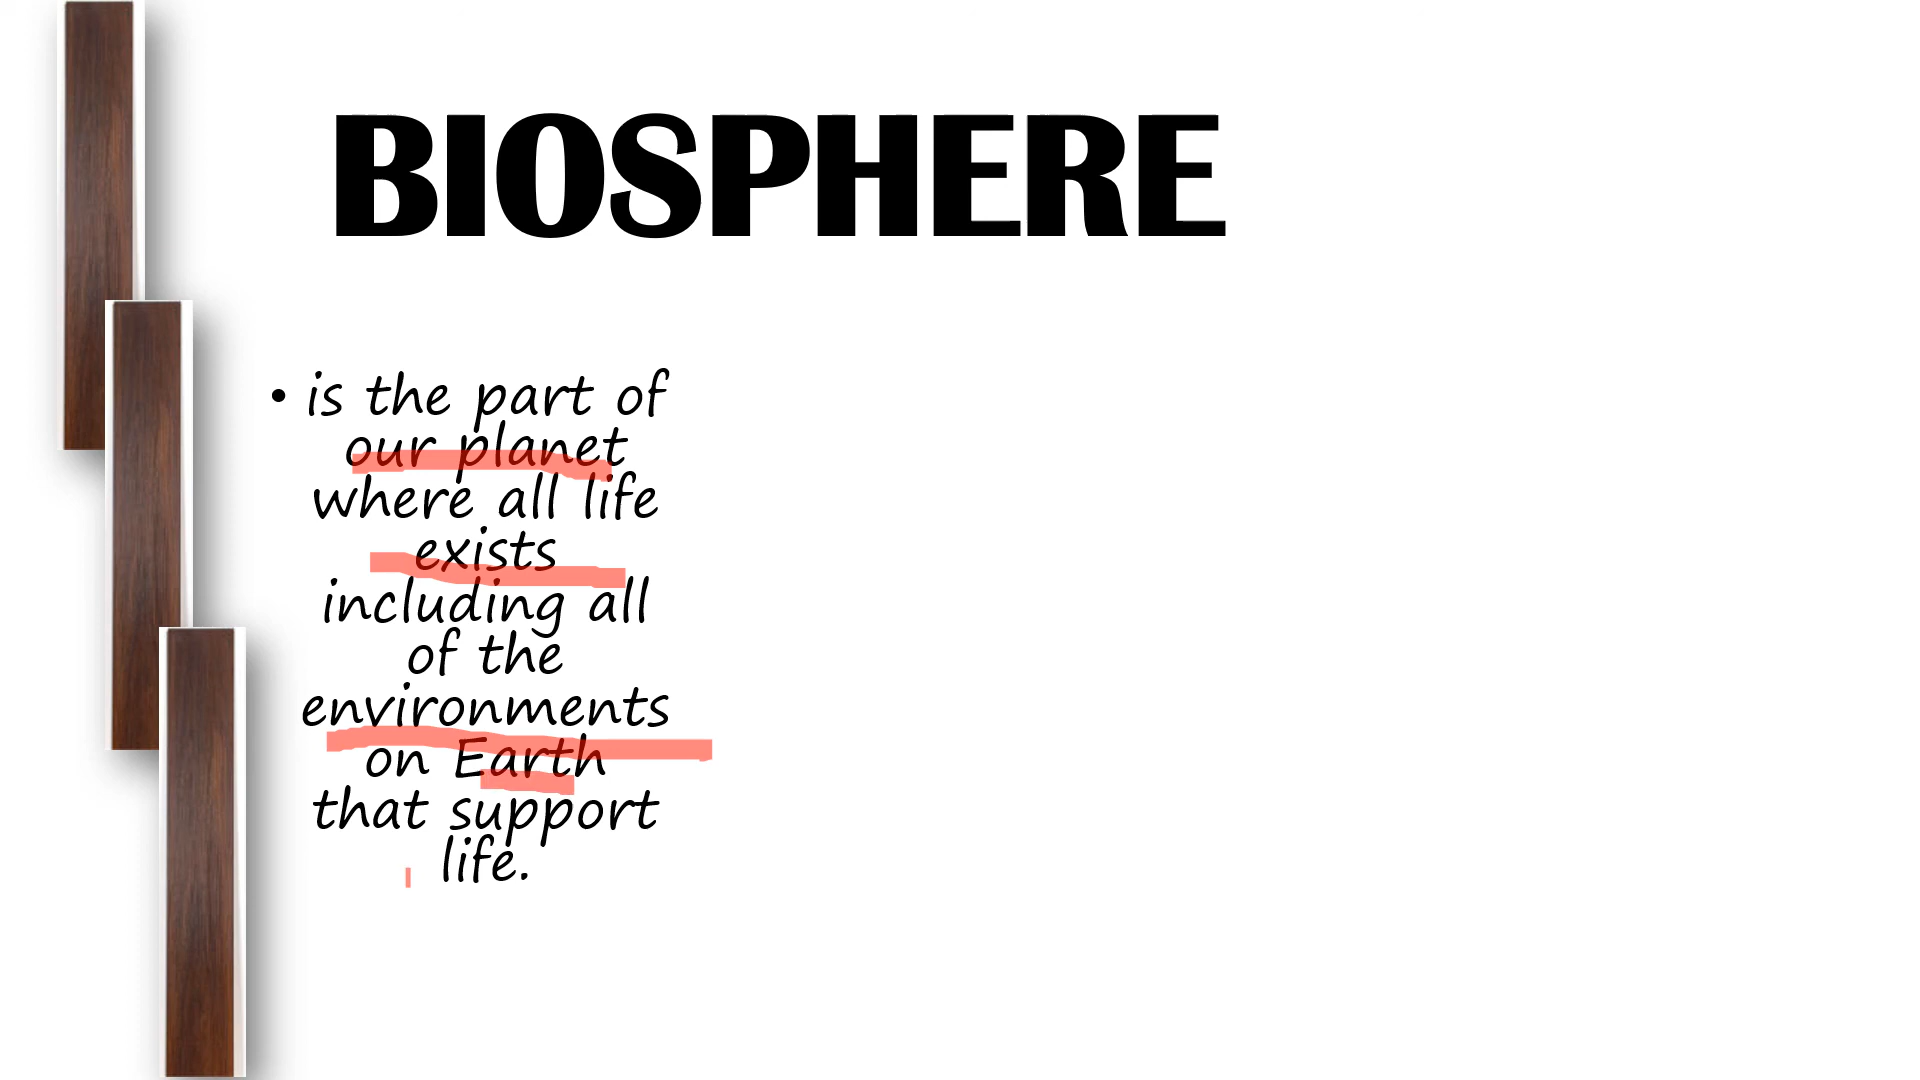 BIOSPHERE
• is the part of
our planet
where all life
exists
including all
of the
environments
on Earth
that support
life.